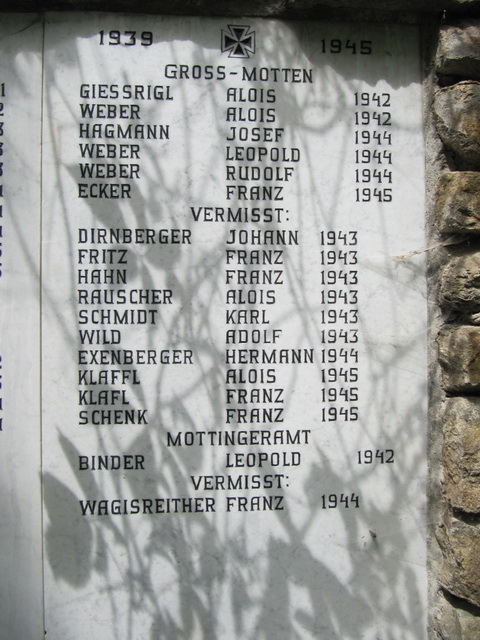 1939 1945
GROSS-MOTTEN
GIESSRIGL ALOIS 1942
WEBER ALOIS 1942
HAGMANN JOSEF 1944
WEBER LEOPOLD 1944
WEBER RUDOLF 1944
ECKER FRANZ 1945
VERMISST:
DIRNBERGER JOHANN 1943
FRITZ FRANZ 1943
HAHN FRANZ 1943
RAUSCHER ALOIS 1943
SCHMIDT KARL 1943
WILD ADOLF 1943
EXENBERGER HERMANN 1944
KLAFFL ALOIS 1945
KLAFL FRANZ 1945
SCHENK FRANZ 1945
MOTTINGERAMT
BINDER LEOPOLD 1942
VERMISST:
WAGISREITHER FRANZ 1944